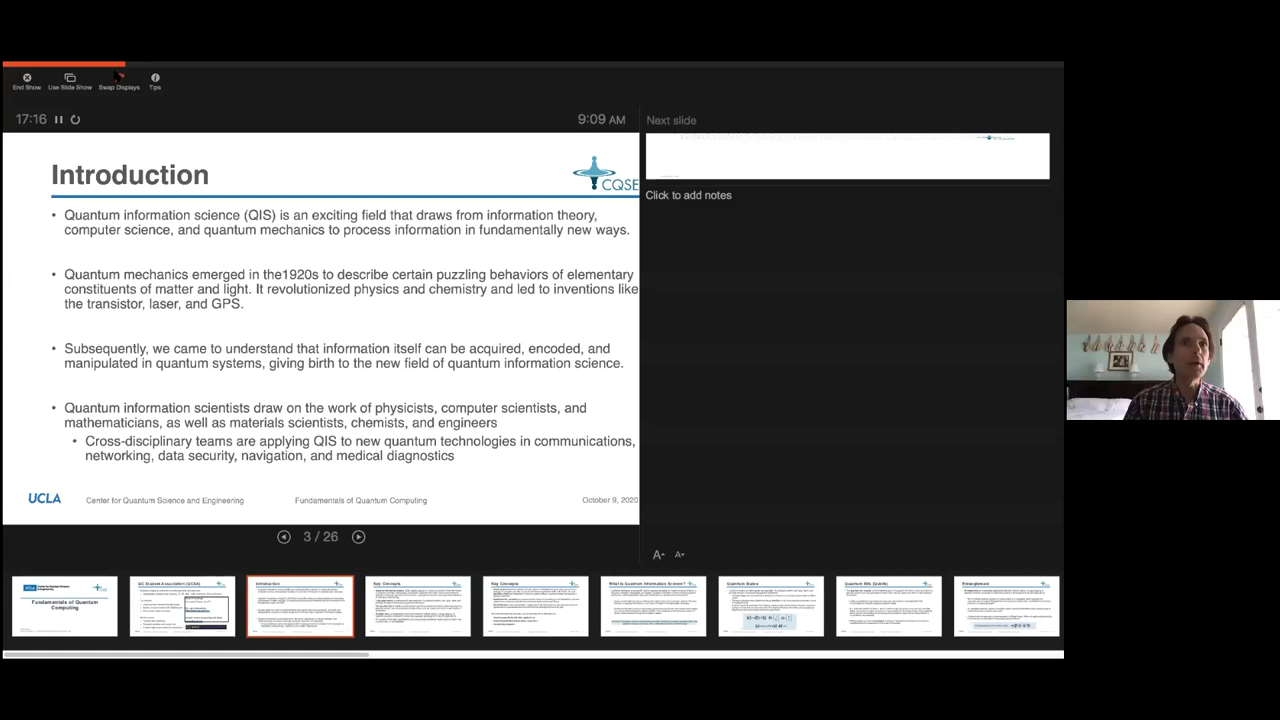 End Show
Use Slide Show
Swap Displays
Tips
17:16
9:09 AM
Next slide
Introduction
CQSE
• Quantum information science (QIS) is an exciting field that draws from information theory,
computer science, and quantum mechanics to process information in fundamentally new ways.
• Quantum mechanics emerged in the1920s to describe certain puzzling behaviors of elementary
constituents of matter and light. It revolutionized physics and chemistry and led to inventions like
the transistor, laser, and GPS.
• Subsequently, we came to understand that information itself can be acquired, encoded, and
manipulated in quantum systems, giving birth to the new field of quantum information science.
• Quantum information scientists draw on the work of physicists, computer scientists, and
mathematicians, as well as materials scientists, chemists, and engineers
• Cross-disciplinary teams are applying QIS to new quantum technologies in communications,
networking, data security, navigation, and medical diagnostics
UCLA
Center for Quantum Science and Engineering
Fundamentals of Quantum Computing
October 9, 2020
Click to add notes
3 / 26
A
A
Fundamentals of Quantum
Computing
QC Student Association (QCSA)
Introduction
Key Concepts
Key Concepts
What is Quantum Information Science?
Quantum States
Quantum Bits (Qubits)
Entanglement